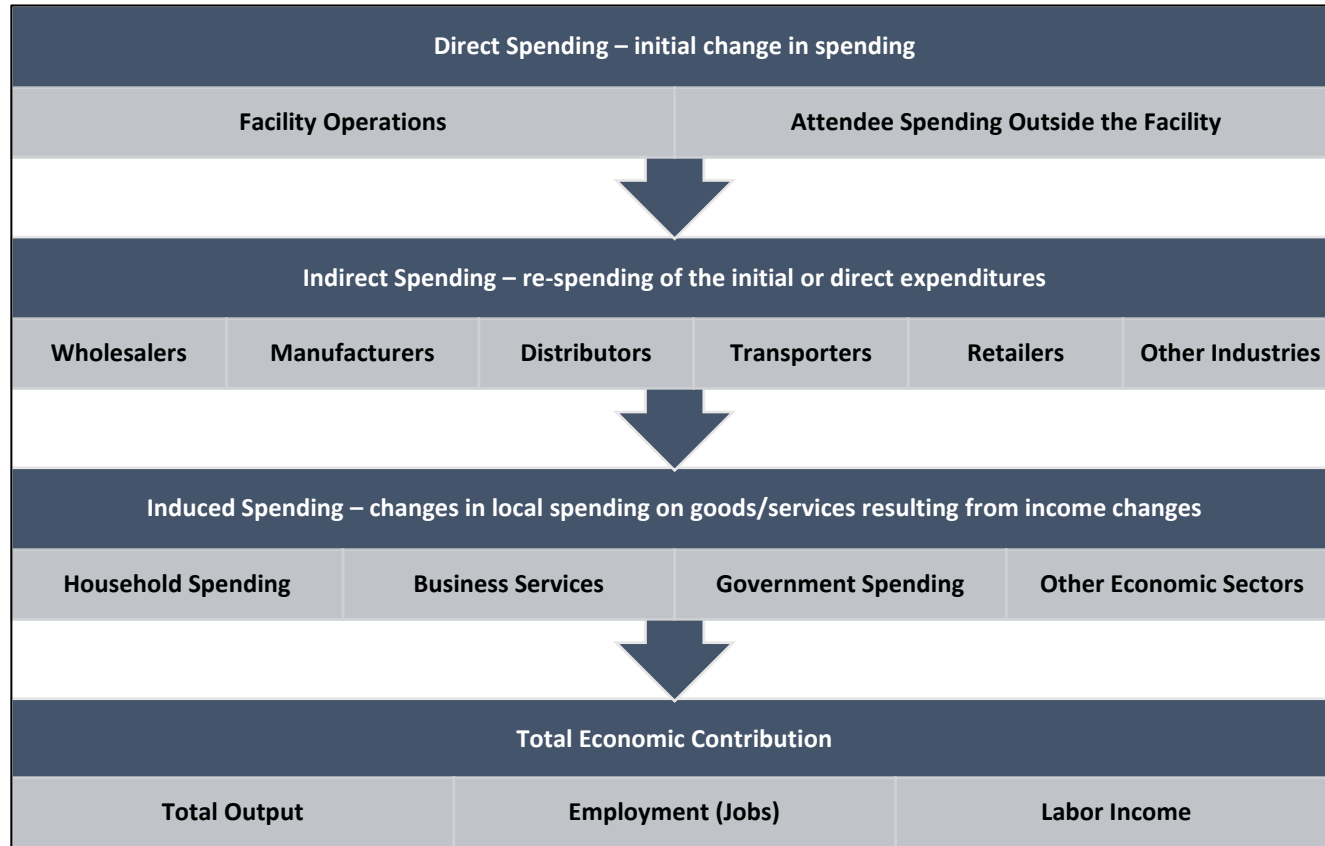 Direct Spending – initial change in spending
Facility Operations
Attendee Spending Outside the Facility
Indirect Spending – re-spending of the initial or direct expenditures
Wholesalers
Manufacturers
Distributors
Transporters
Retailers
Other Industries
Induced Spending – changes in local spending on goods/services resulting from income changes
Household Spending
Business Services
Government Spending
Other Economic Sectors
Total Economic Contribution
Total Output
Employment (Jobs)
Labor Income